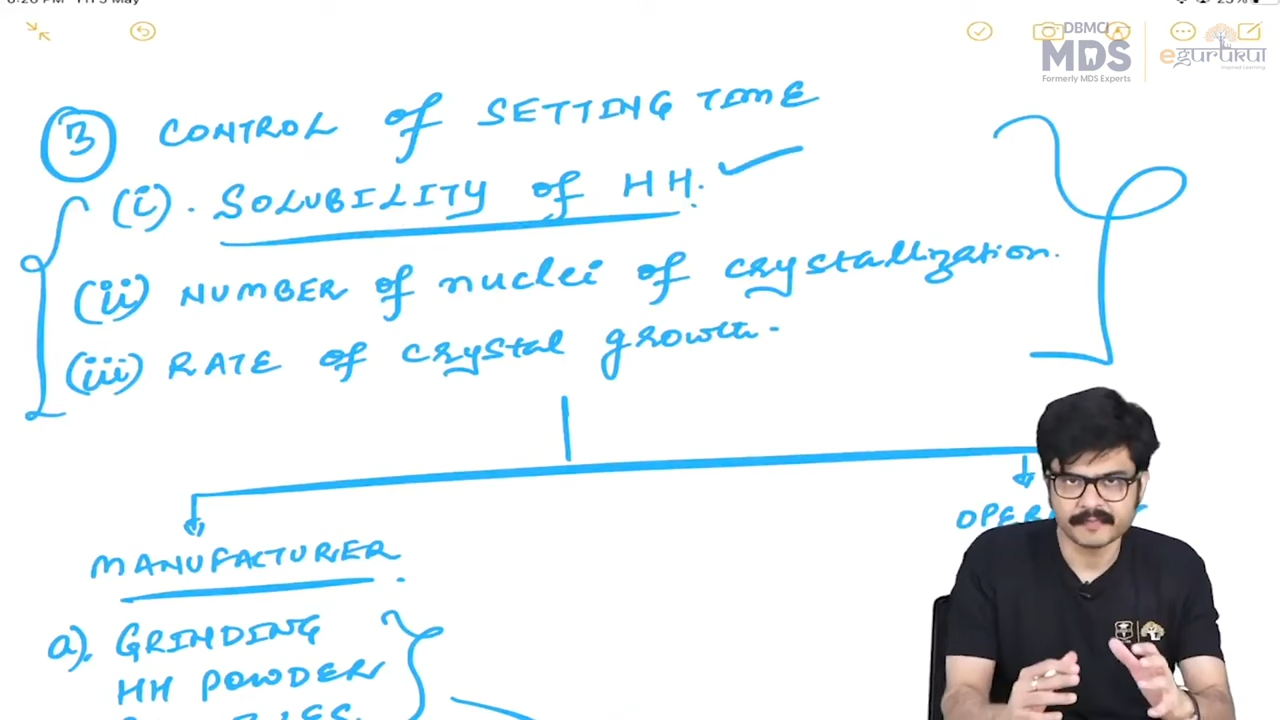 DBMCI
MDS
Formerly MDS Experts
eGurukul
3 CONTROL of SETTING TIME
(i). SOLUBILITY of HH.
(ii) NUMBER of nuclei of crystallization.
(iii) RATE of crystal growth.
MANUFACTURER
a). GRINDING
HH POWDER